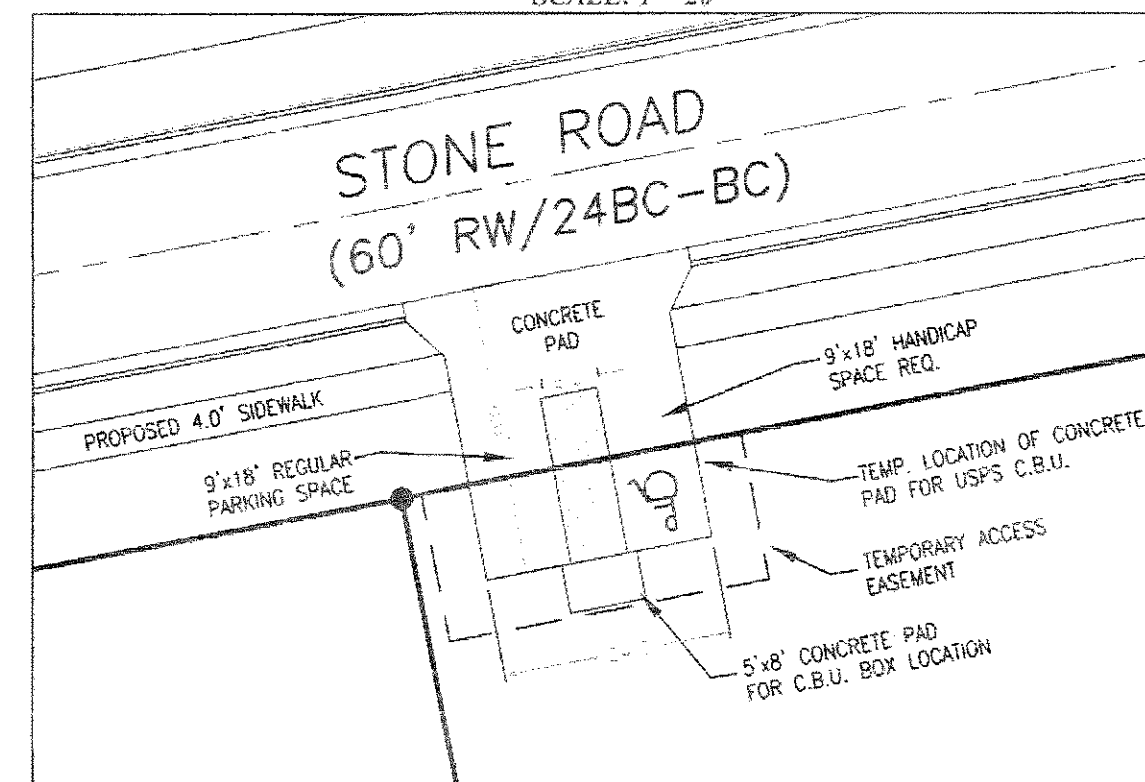 STONE ROAD
(60' RW/24BC-BC)
CONCRETE
PAD
9'x18' HANDICAP
SPACE REQ.
PROPOSED 4.0' SIDEWALK
9'x18' REGULAR
PARKING SPACE
TEMP. LOCATION OF CONCRETE
PAD FOR USPS C.B.U.
TEMPORARY ACCESS
EASEMENT
5'x8' CONCRETE PAD
FOR C.B.U. BOX LOCATION